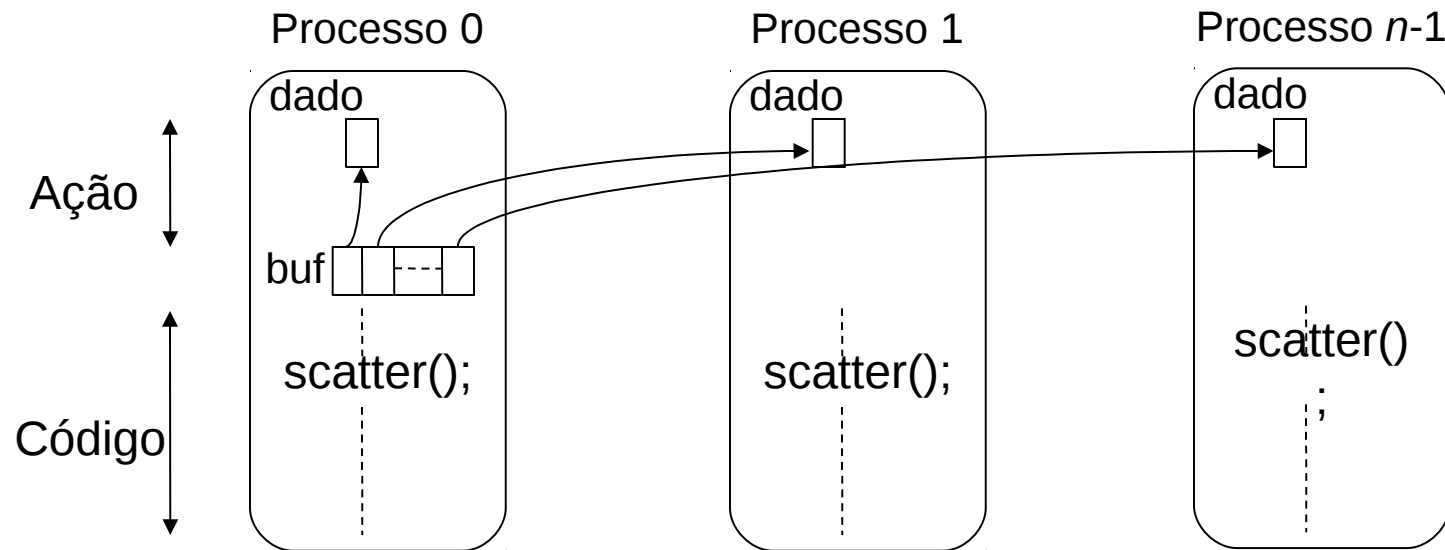 Processo 0
Processo 1
Processo n-1
dado
dado
dado
Ação
buf
scatter();
scatter();
scatter()
;
Código